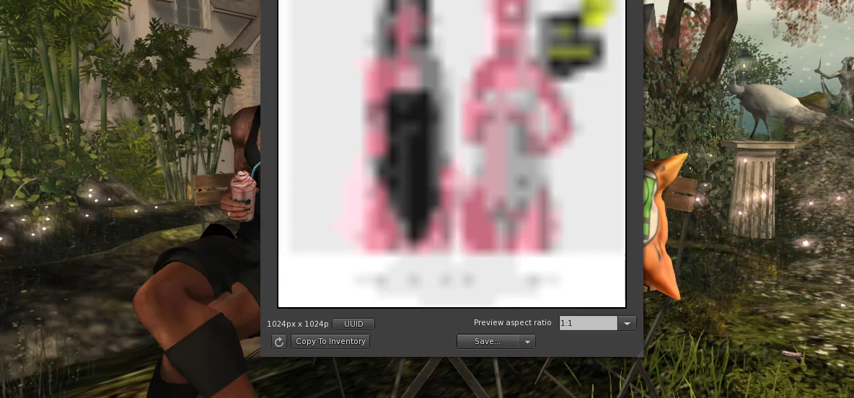 1024px x 1024p UUID Preview aspect ratio 1:1
Copy To Inventory Save...